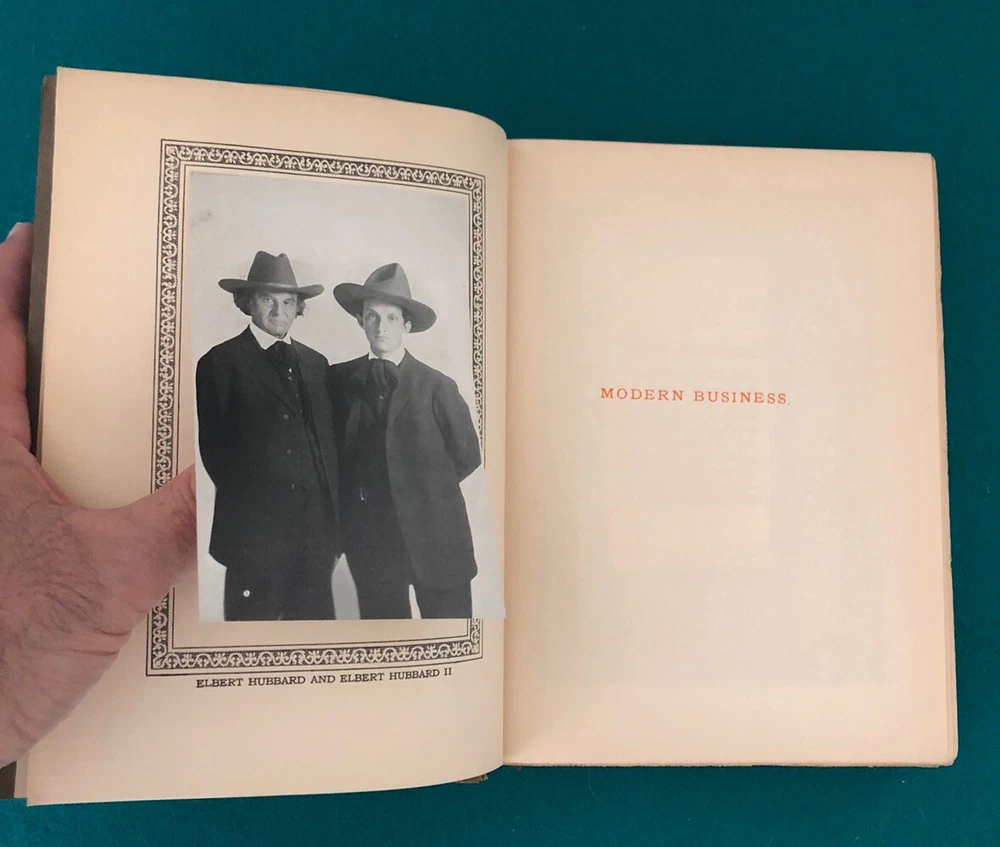 ELBERT HUBBARD AND ELBERT HUBBARD II
MODERN BUSINESS